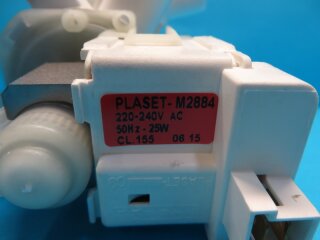 PLASET-M2884
220-240V AC
50Hz - 25W
CL.155 06 15